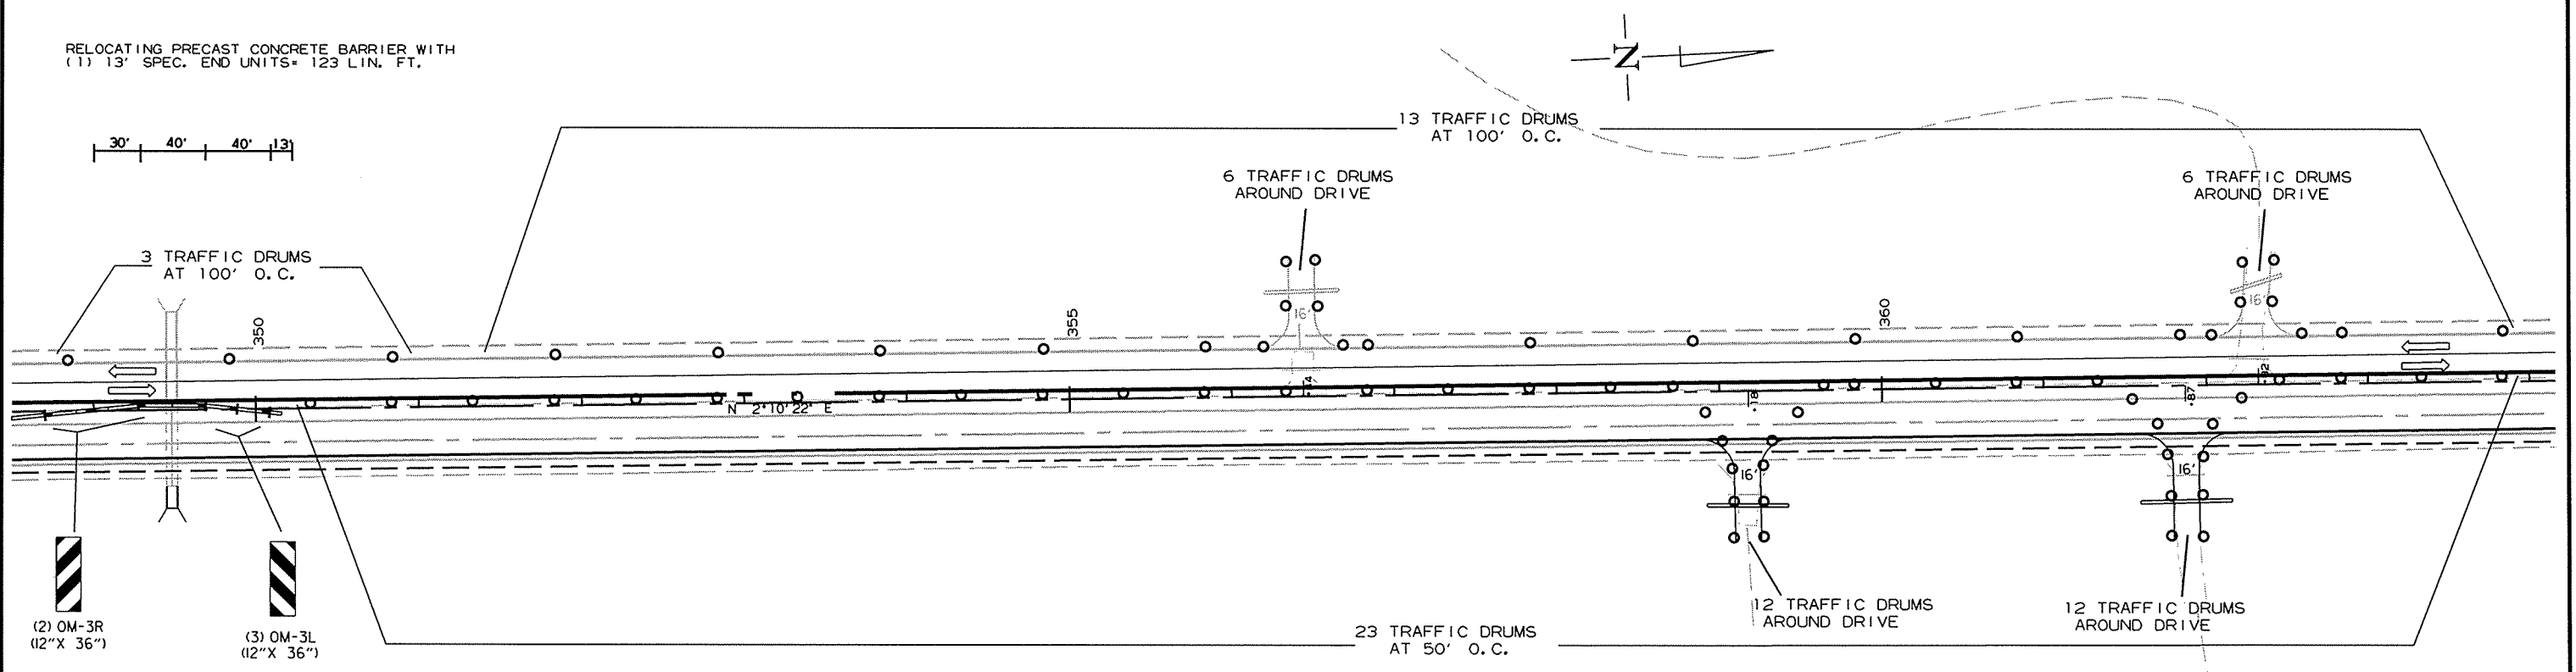 RELOCATING PRECAST CONCRETE BARRIER WITH
(1) 13' SPEC. END UNITS= 123 LIN. FT.
N
30' 40' 40' 13'
13 TRAFFIC DRUMS
AT 100' O.C.
6 TRAFFIC DRUMS
AROUND DRIVE
6 TRAFFIC DRUMS
AROUND DRIVE
3 TRAFFIC DRUMS
AT 100' O.C.
350
355
360
16'
16'
N 2°10'22" E
.18
.87
16'
16'
(2) OM-3R
(12"X 36")
(3) OM-3L
(12"X 36")
12 TRAFFIC DRUMS
AROUND DRIVE
12 TRAFFIC DRUMS
AROUND DRIVE
23 TRAFFIC DRUMS
AT 50' O.C.